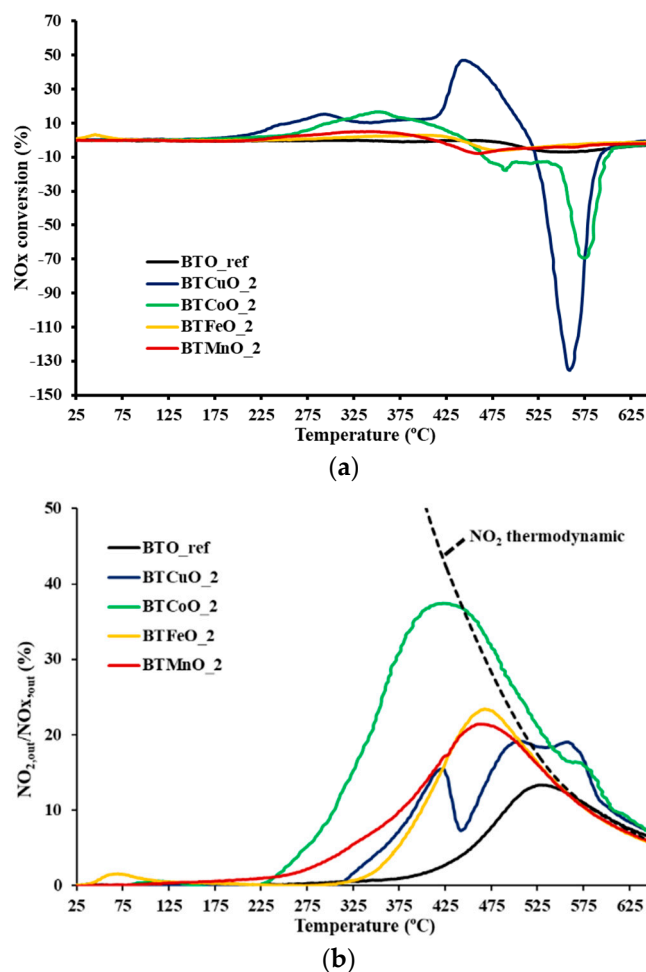 70
50
30
10
-10
-30
-50
-70
-90
-110
-130
-150
NOx conversion (%)
BTO_ref
BTCuO_2
BTCoO_2
BTFeO_2
BTMnO_2
25 75 125 175 225 275 325 375 425 475 525 575 625
Temperature (ºC)
(a)
50
40
30
20
10
0
NO2,out/NOx,out (%)
NO2 thermodynamic
BTO_ref
BTCuO_2
BTCoO_2
BTFeO_2
BTMnO_2
25 75 125 175 225 275 325 375 425 475 525 575 625
Temperature (ºC)
(b)